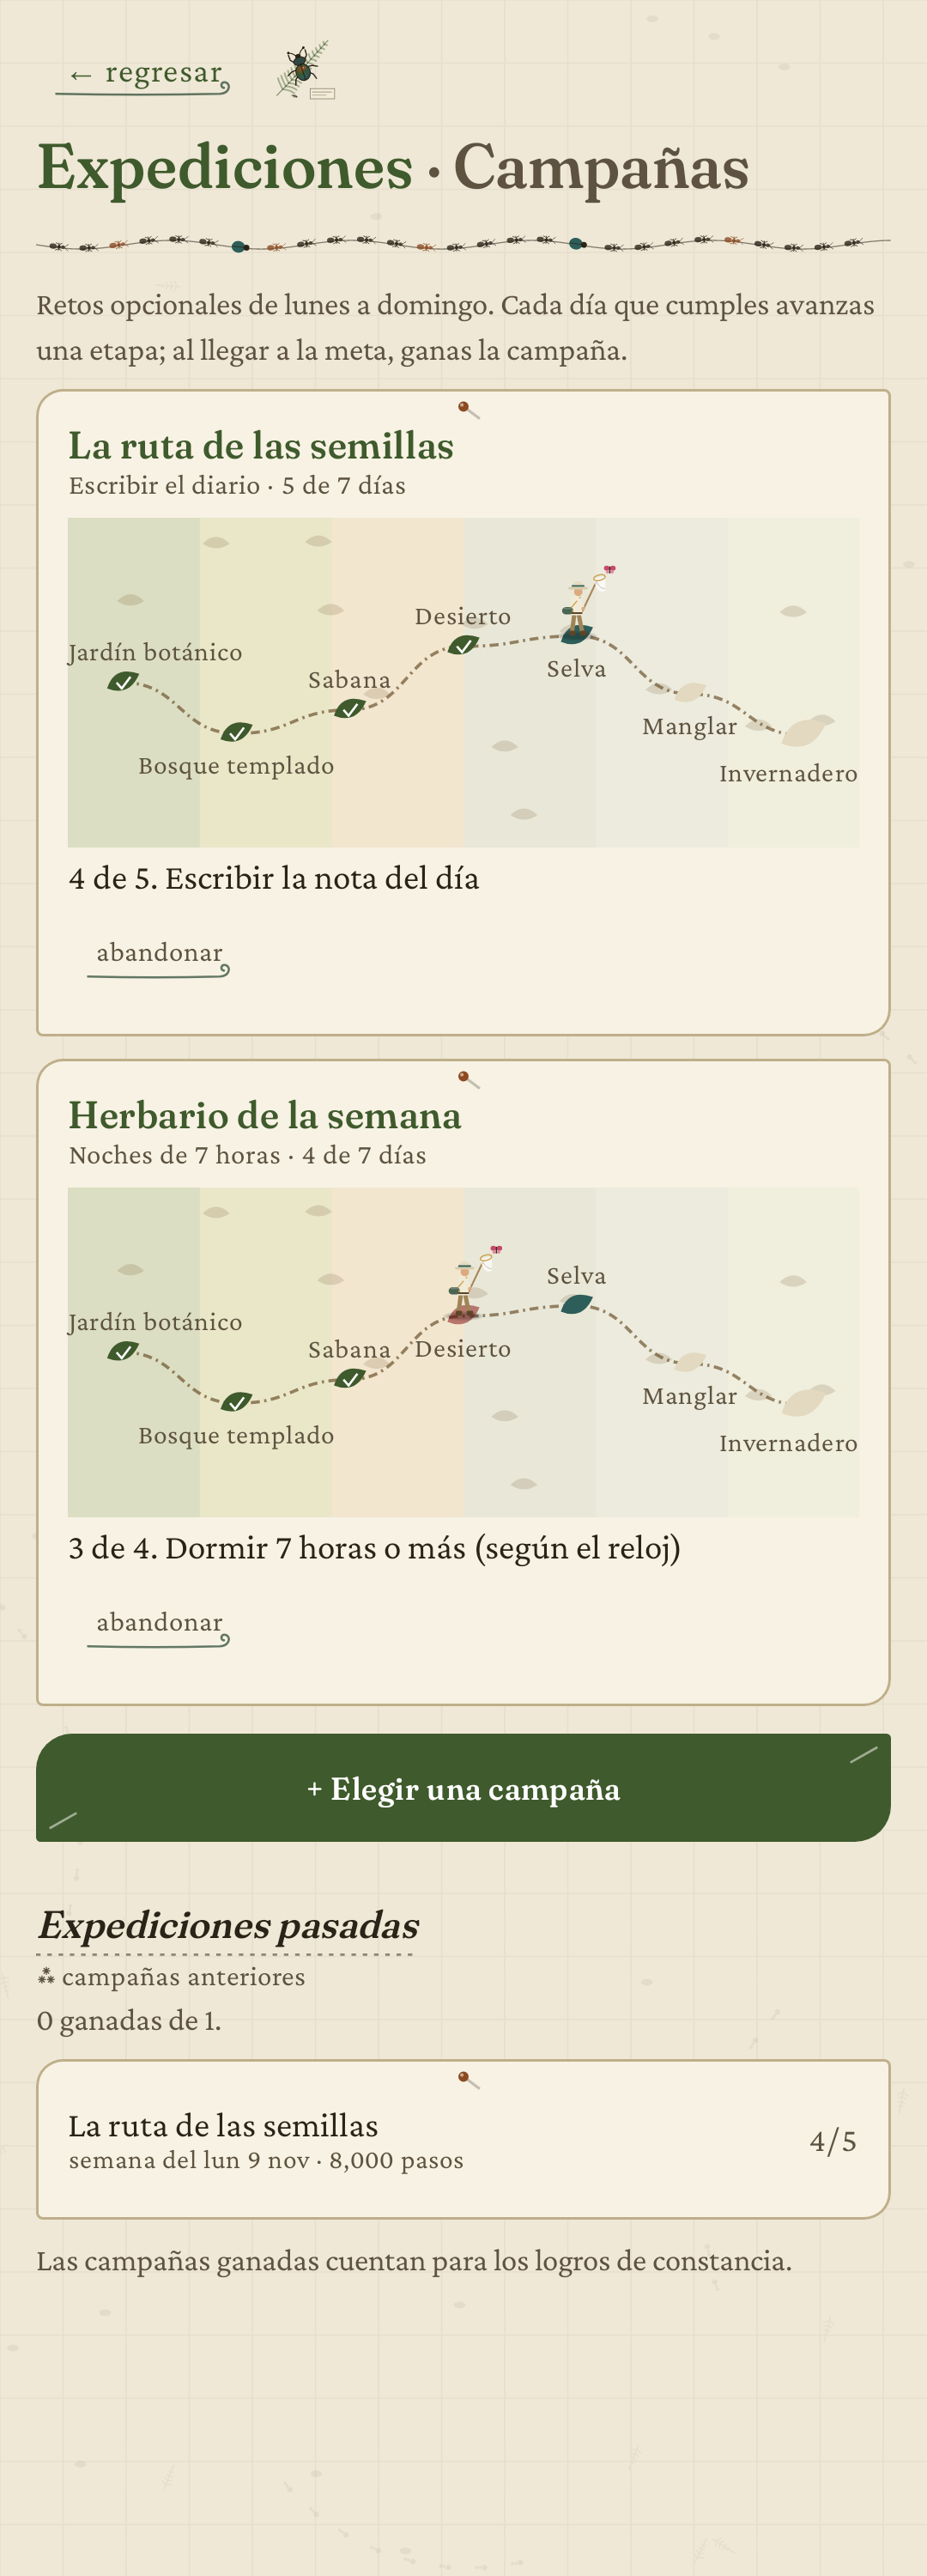 ← regresar
Expediciones · Campañas
Retos opcionales de lunes a domingo. Cada día que cumples avanzas
una etapa; al llegar a la meta, ganas la campaña.
La ruta de las semillas
Escribir el diario · 5 de 7 días
Desierto
Jardín botánico
Selva
Sabana
Manglar
Bosque templado
Invernadero
4 de 5. Escribir la nota del día
abandonar
Herbario de la semana
Noches de 7 horas · 4 de 7 días
Selva
Jardín botánico
Sabana
Desierto
Manglar
Bosque templado
Invernadero
3 de 4. Dormir 7 horas o más (según el reloj)
abandonar
+ Elegir una campaña
Expediciones pasadas
⁂ campañas anteriores
0 ganadas de 1.
La ruta de las semillas
4/5
semana del lun 9 nov · 8,000 pasos
Las campañas ganadas cuentan para los logros de constancia.